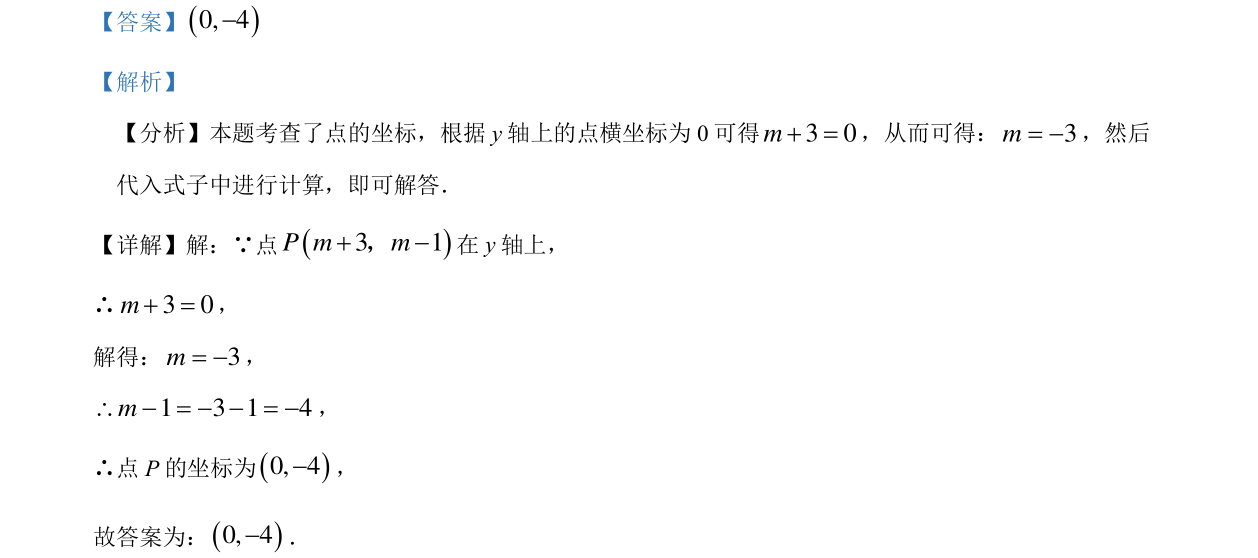 【答案】(0,−4)
【解析】
【分析】本题考查了点的坐标，根据 y 轴上的点横坐标为 0 可得 m+3=0，从而可得：m=−3，然后
代入式子中进行计算，即可解答．
【详解】解：∵点 P(m+3，m−1)在 y 轴上，
∴m+3=0，
解得：m=−3，
∴m−1=−3−1=−4，
∴点 P 的坐标为(0,−4)，
故答案为：(0,−4)．